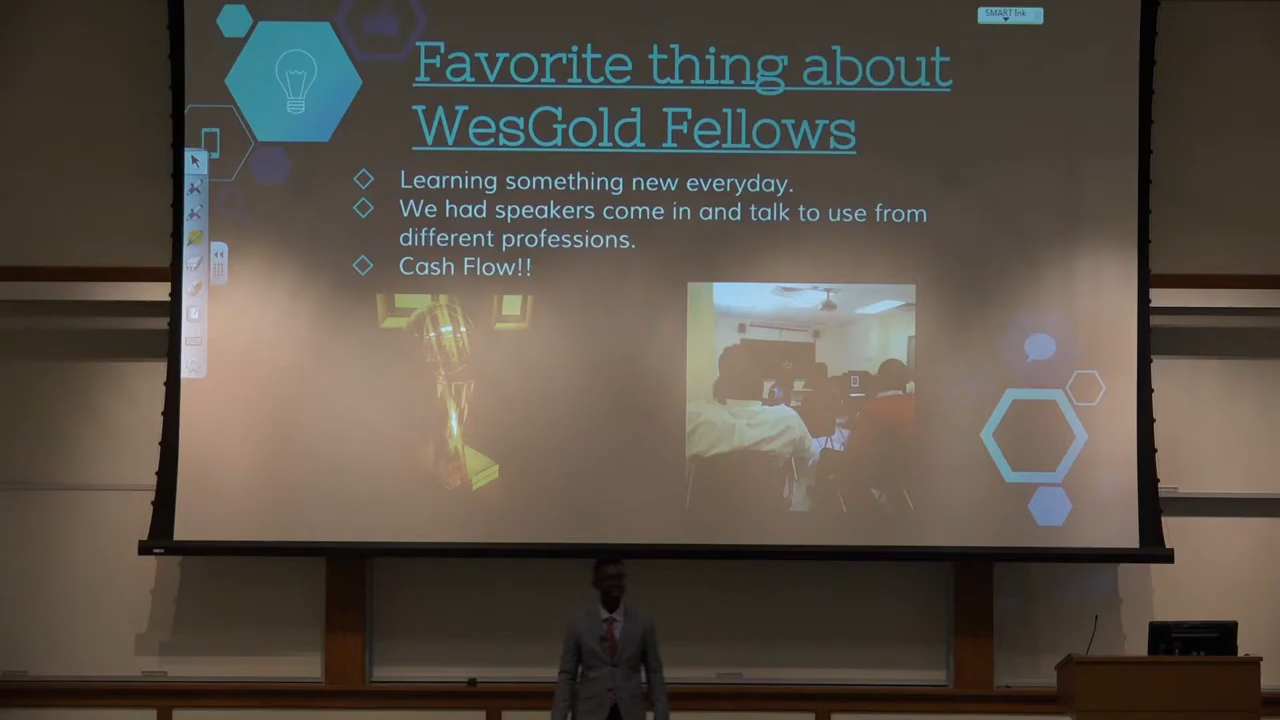 SMART Ink
Favorite thing about
WesGold Fellows
Learning something new everyday.
We had speakers come in and talk to use from
different professions.
Cash Flow!!